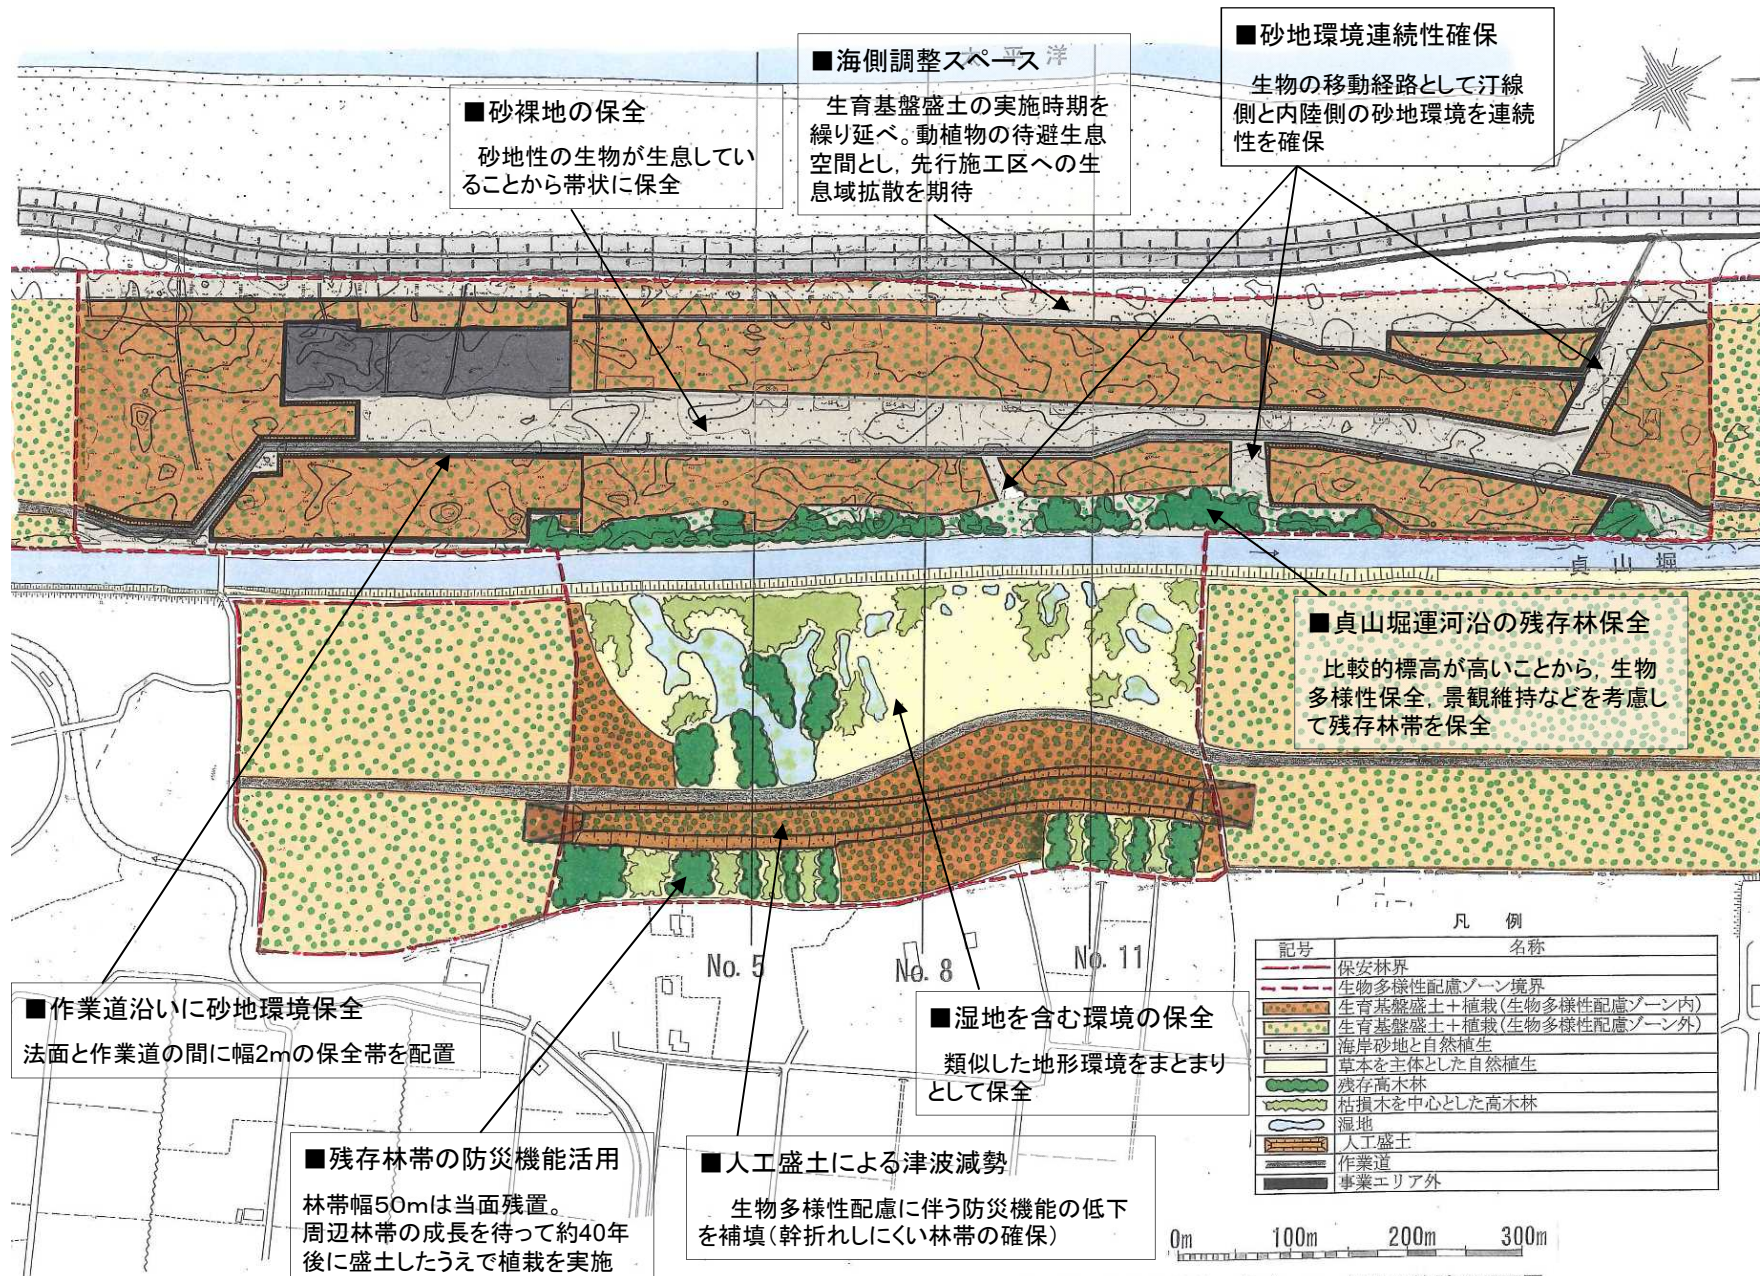 太平洋
■砂裸地の保全
砂地性の生物が生息してい
ることから帯状に保全
■海側調整スペース
生育基盤盛土の実施時期を
繰り延べ。動植物の待避生息
空間とし，先行施工区への生
息域拡散を期待
■砂地環境連続性確保
生物の移動経路として汀線
側と内陸側の砂地環境を連続
性を確保
貞山堀
■貞山堀運河沿の残存林保全
比較的標高が高いことから，生物
多様性保全，景観維持などを考慮し
て残存林帯を保全
No. 5
No. 8
No. 11
■作業道沿いに砂地環境保全
法面と作業道の間に幅2mの保全帯を配置
■湿地を含む環境の保全
類似した地形環境をまとまり
として保全
■残存林帯の防災機能活用
林帯幅50mは当面残置。
周辺林帯の成長を待って約40年
後に盛土したうえで植栽を実施
■人工盛土による津波減勢
生物多様性配慮に伴う防災機能の低下
を補填（幹折れしにくい林帯の確保）
凡 例
記号 名称
保安林界
生物多様性配慮ゾーン境界
生育基盤盛土＋植栽(生物多様性配慮ゾーン内)
生育基盤盛土＋植栽(生物多様性配慮ゾーン外)
海岸砂地と自然植生
草本を主体とした自然植生
残存高木林
枯損木を中心とした高木林
湿地
人工盛土
作業道
事業エリア外
0m 100m 200m 300m